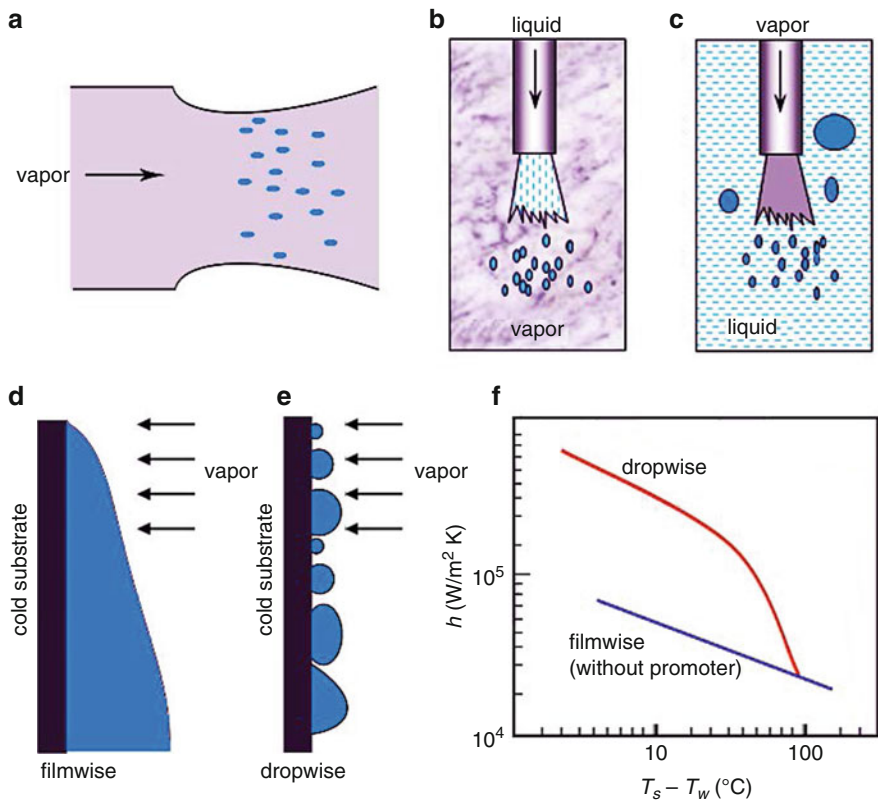 a
vapor
b
liquid
vapor
c
vapor
liquid
d
cold substrate
vapor
filmwise
e
cold substrate
vapor
dropwise
f
h (W/m² K)
10⁵
10⁴
dropwise
filmwise
(without promoter)
10
100
Tₛ – T_w (°C)